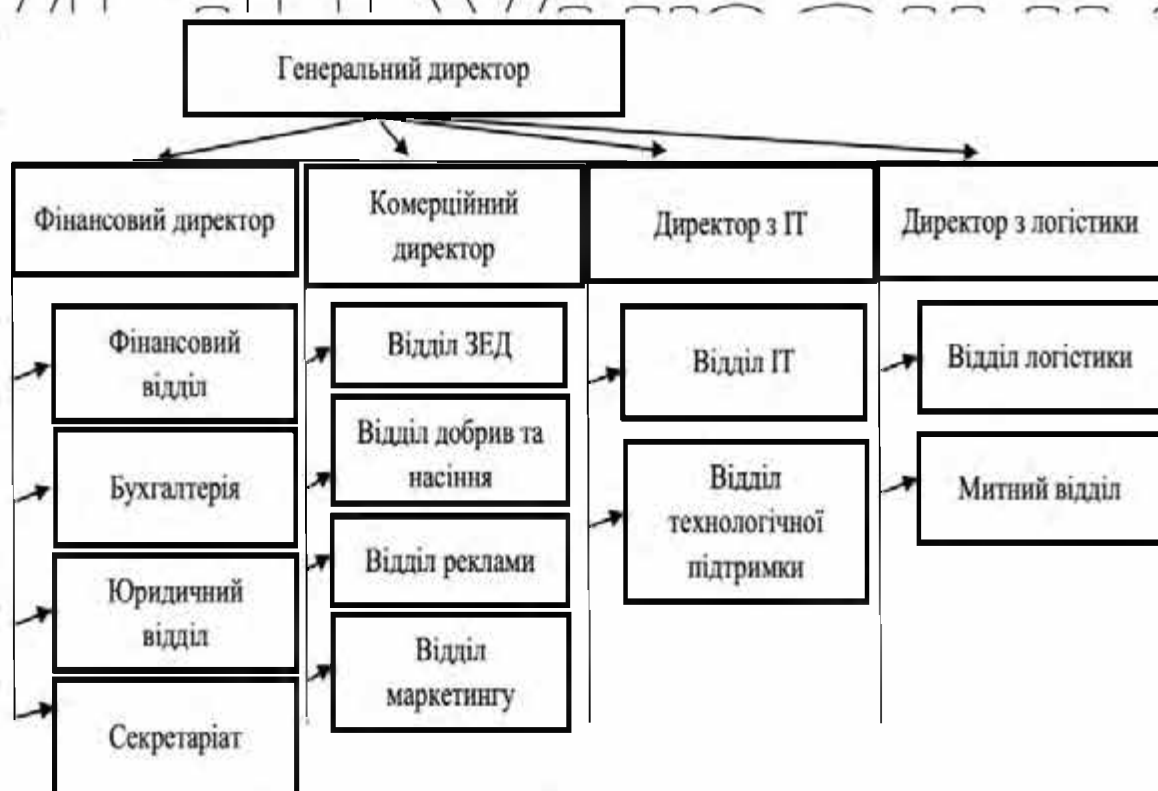 Генеральний директор
Фінансовий директор
Комерційний
директор
Директор з ІТ
Директор з логістики
Фінансовий
відділ
Бухгалтерія
Юридичний
відділ
Секретаріат
Відділ ЗЕД
Відділ добрив та
насіння
Відділ реклами
Відділ
маркетингу
Відділ ІТ
Відділ
технологічної
підтримки
Відділ логістики
Митний відділ